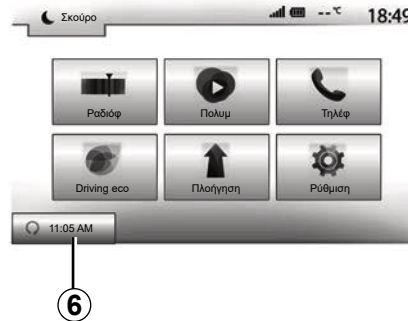 Σκούρο
--°C
18:49
Ραδιόφ
Πολυμ
Τηλέφ
Driving eco
Πλοήγηση
Ρύθμιση
11:05 AM
6